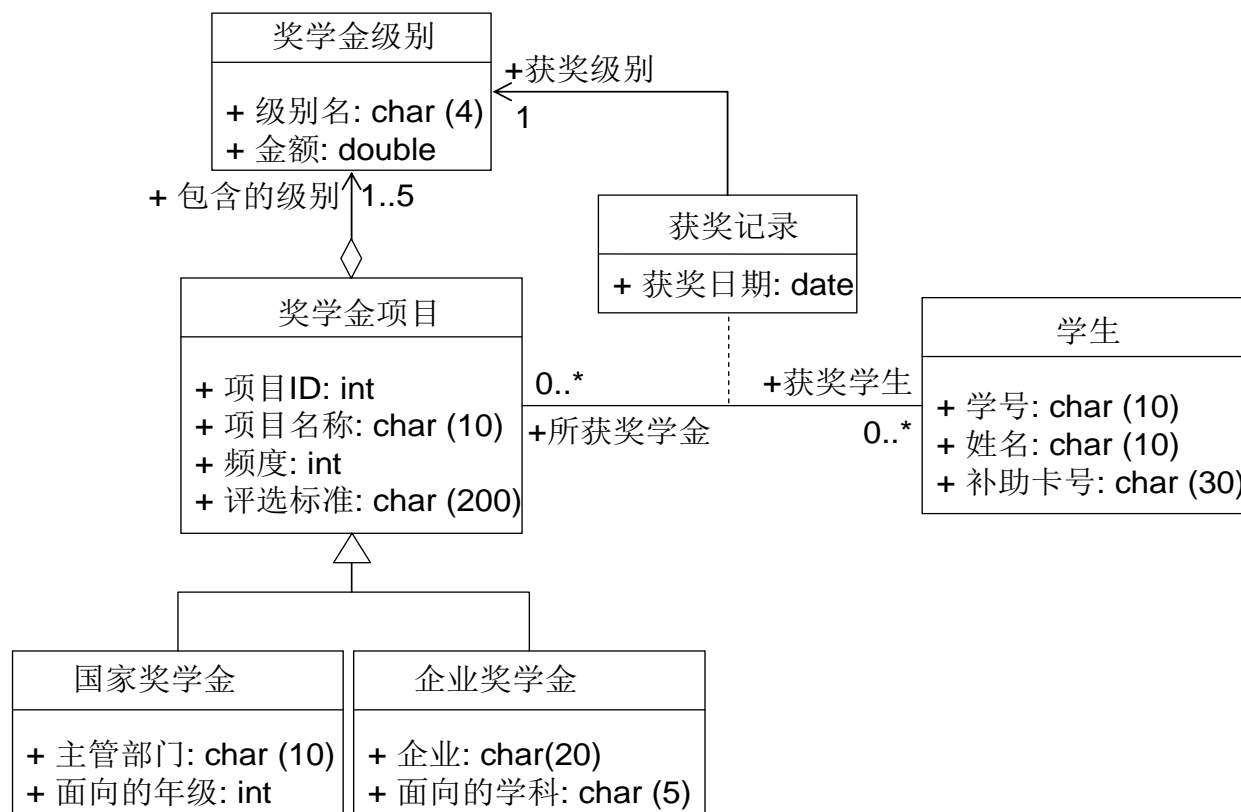 奖学金级别
+ 级别名: char (4)
+ 金额: double
+获奖级别
1
+ 包含的级别
1..5
获奖记录
+ 获奖日期: date
奖学金项目
+ 项目ID: int
+ 项目名称: char (10)
+ 频度: int
+ 评选标准: char (200)
0..*
+所获奖学金
+获奖学生
0..*
学生
+ 学号: char (10)
+ 姓名: char (10)
+ 补助卡号: char (30)
国家奖学金
+ 主管部门: char (10)
+ 面向的年级: int
企业奖学金
+ 企业: char(20)
+ 面向的学科: char (5)